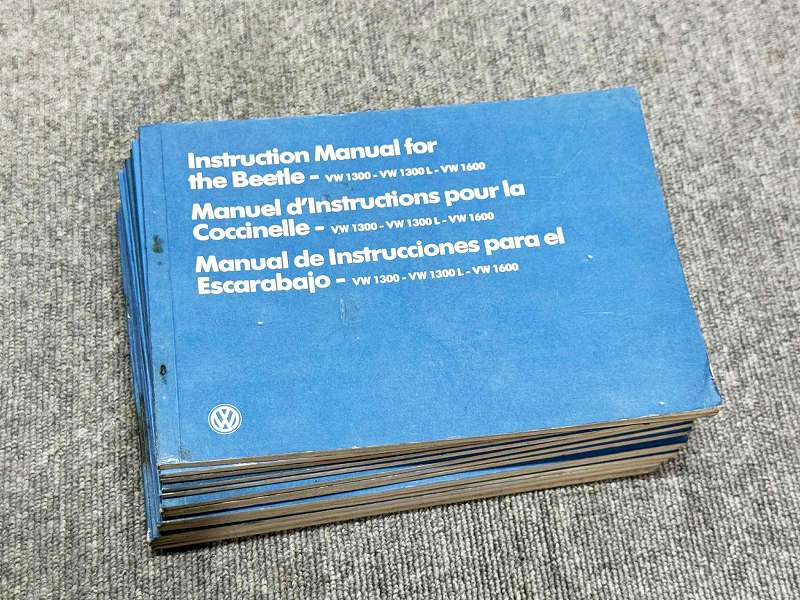 Instruction Manual for
the Beetle - VW 1300 - VW 1300 L - VW 1600
Manuel d'Instructions pour la
Coccinelle - VW 1300 - VW 1300 L - VW 1600
Manual de Instrucciones para el
Escarabajo - VW 1300 - VW 1300 L - VW 1600
VW